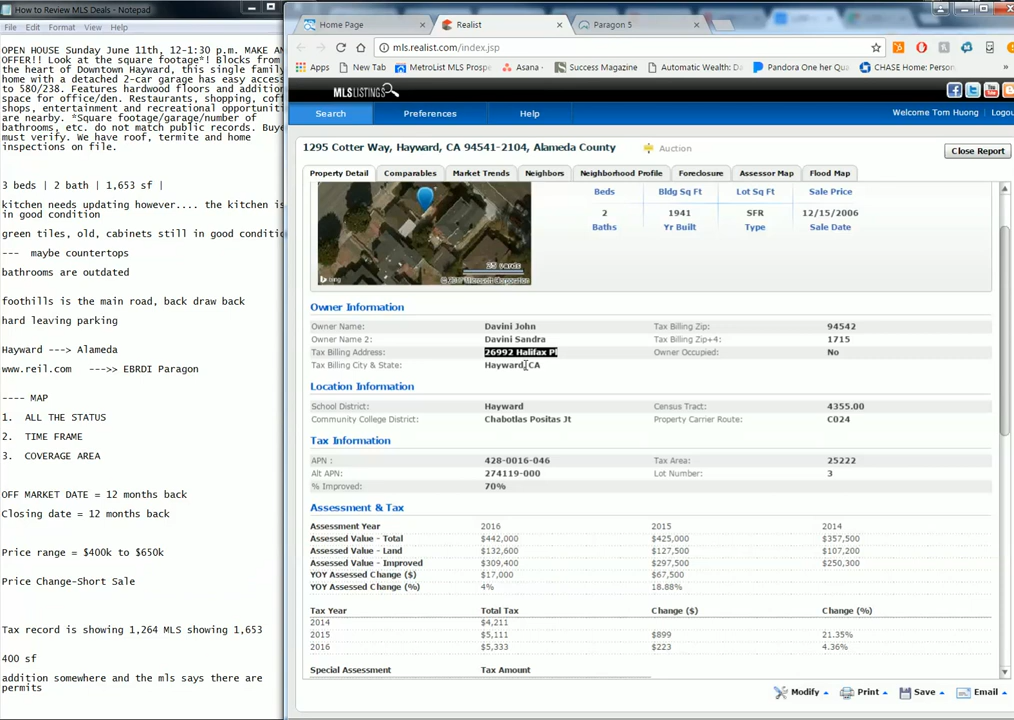 How to Review MLS Deals - Notepad
File Edit Format View Help
OPEN HOUSE Sunday June 11th, 12-1:30 p.m. MAKE AN
OFFER!! Look at the square footage*! Blocks from
the heart of Downtown Hayward, this single family
home with a detached 2-car garage has easy access
to 580/238. Features hardwood floors and addition
space for office/den. Restaurants, shopping, coff
shops, entertainment and recreational opportunit
are nearby. *Square footage/garage/number of
bathrooms, etc. do not match public records. Buye
must verify. We have roof, termite and home
inspections on file.
3 beds | 2 bath | 1,653 sf |
kitchen needs updating however.... the kitchen is
in good condition
green tiles, old, cabinets still in good conditio
--- maybe countertops
bathrooms are outdated
foothills is the main road, back draw back
hard leaving parking
Hayward ---> Alameda
www.reil.com --->> EBRDI Paragon
---- MAP
1. ALL THE STATUS
2. TIME FRAME
3. COVERAGE AREA
OFF MARKET DATE = 12 months back
Closing date = 12 months back
Price range = $400k to $650k
Price Change-Short Sale
Tax record is showing 1,264 MLS showing 1,653
400 sf
addition somewhere and the mls says there are
permits
Home Page
Realist
Paragon 5
mls.realist.com/index.jsp
Apps New Tab MetroList MLS Prospe Asana Success Magazine Automatic Wealth: Da Pandora One her Qu CHASE Home: Person
MLSLISTINGS
Search Preferences Help Welcome Tom Huong Logou
1295 Cotter Way, Hayward, CA 94541-2104, Alameda County Auction Close Report
Property Detail Comparables Market Trends Neighbors Neighborhood Profile Foreclosure Assessor Map Flood Map
Beds Bldg Sq Ft Lot Sq Ft Sale Price
2 1941 SFR 12/15/2006
Baths Yr Built Type Sale Date
25 yards
bing
Owner Information
Owner Name: Davini John Tax Billing Zip: 94542
Owner Name 2: Davini Sandra Tax Billing Zip+4: 1715
Tax Billing Address: 26992 Halifax Pl Owner Occupied: No
Tax Billing City & State: Hayward, CA
Location Information
School District: Hayward Census Tract: 4355.00
Community College District: Chabotlas Positas Jt Property Carrier Route: C024
Tax Information
APN : 428-0016-046 Tax Area: 25222
Alt APN: 274119-000 Lot Number: 3
% Improved: 70%
Assessment & Tax
Assessment Year 2016 2015 2014
Assessed Value - Total $442,000 $425,000 $357,500
Assessed Value - Land $132,600 $127,500 $107,200
Assessed Value - Improved $309,400 $297,500 $250,300
YOY Assessed Change ($) $17,000 $67,500
YOY Assessed Change (%) 4% 18.88%
Tax Year Total Tax Change ($) Change (%)
2014 $4,211
2015 $5,111 $899 21.35%
2016 $5,333 $223 4.36%
Special Assessment Tax Amount
Modify Print Save Email